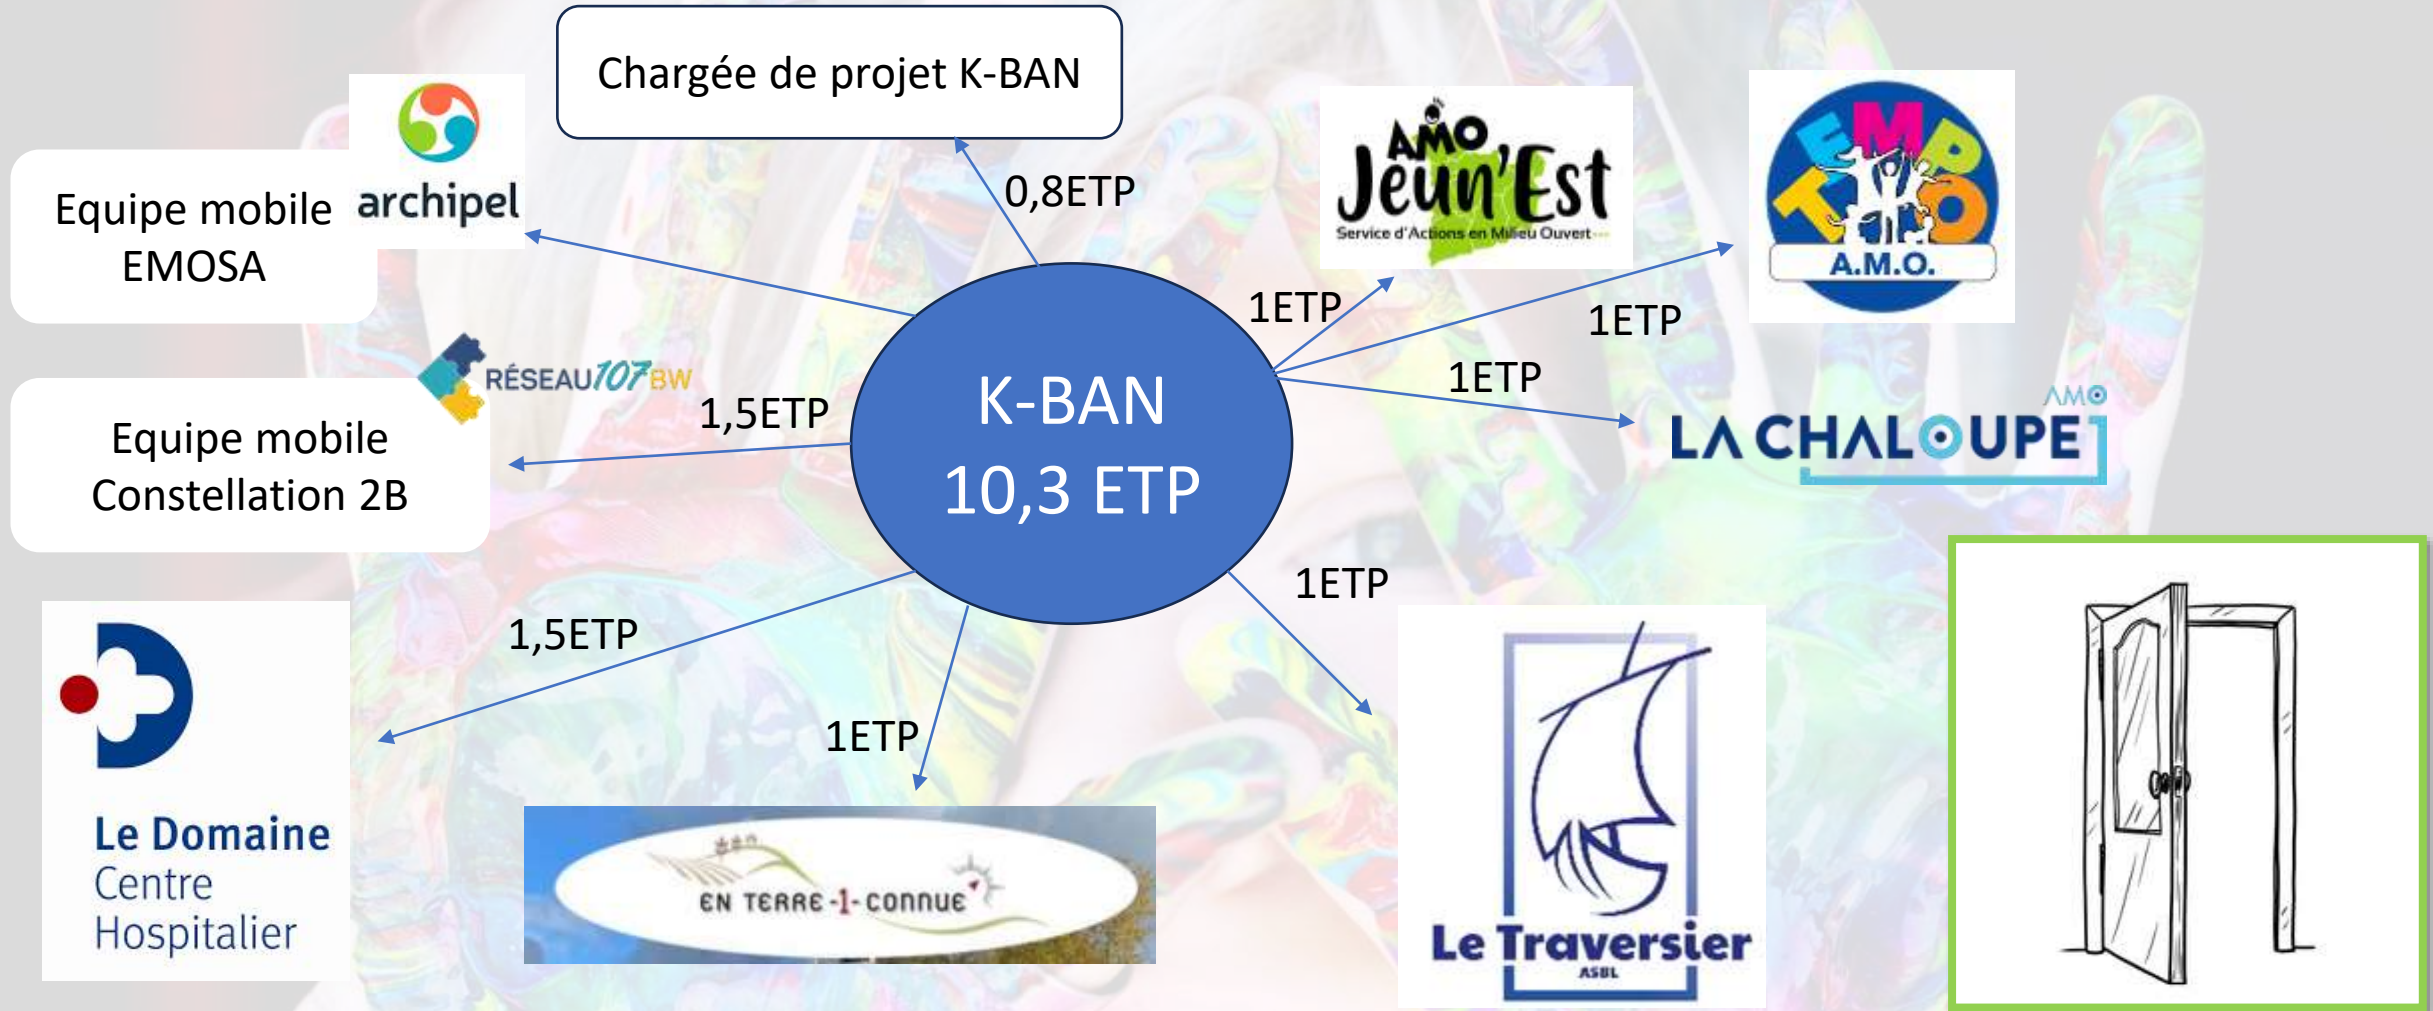 Chargée de projet K-BAN
archipel
Equipe mobile
EMOSA
0,8ETP
AMO
Jeun'Est
Service d'Actions en Milieu Ouvert
TEMPO
A.M.O.
1ETP
1ETP
1ETP
RÉSEAU107BW
1,5ETP
Equipe mobile
Constellation 2B
K-BAN
10,3 ETP
AMO
LA CHALOUPE
1,5ETP
1ETP
1ETP
Le Domaine
Centre
Hospitalier
EN TERRE-1-CONNUE
Le Traversier
ASBL